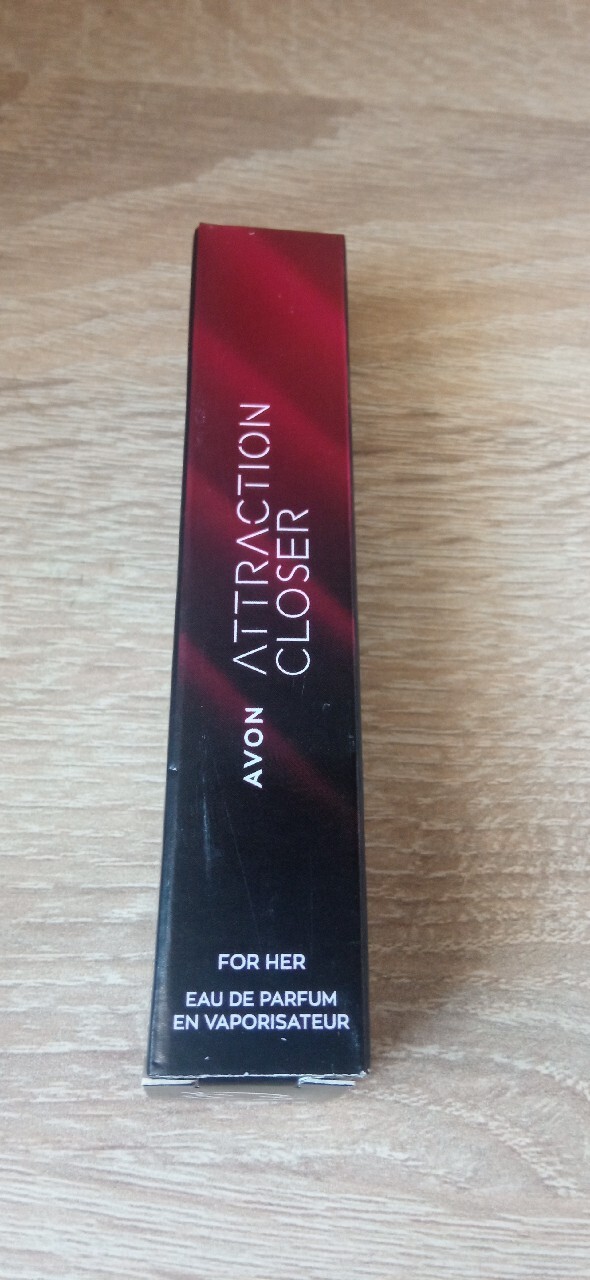 AVON
ATTRACTION
CLOSER
FOR HER
EAU DE PARFUM
EN VAPORISATEUR